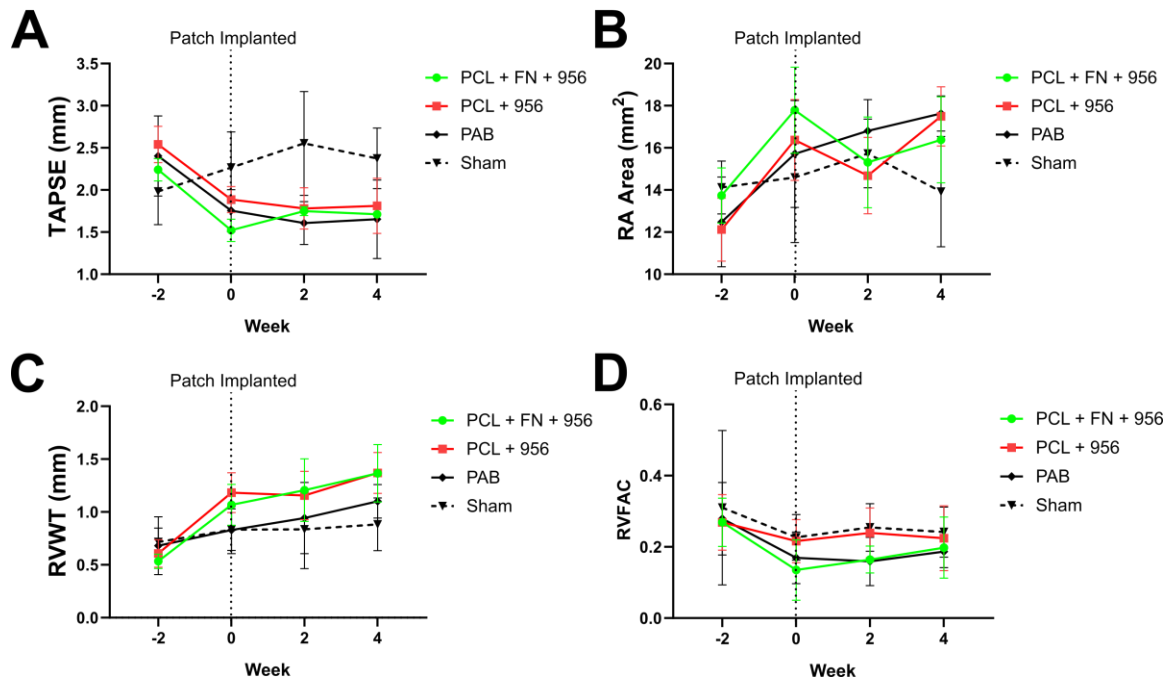 A
Patch Implanted
TAPSE (mm)
3.5
3.0
2.5
2.0
1.5
1.0
-2 0 2 4
Week
PCL + FN + 956
PCL + 956
PAB
Sham
B
Patch Implanted
RA Area (mm²)
20
18
16
14
12
10
-2 0 2 4
Week
PCL + FN + 956
PCL + 956
PAB
Sham
C
Patch Implanted
RVWT (mm)
2.0
1.5
1.0
0.5
0.0
-2 0 2 4
Week
PCL + FN + 956
PCL + 956
PAB
Sham
D
Patch Implanted
RVFAC
0.6
0.4
0.2
0.0
-2 0 2 4
Week
PCL + FN + 956
PCL + 956
PAB
Sham